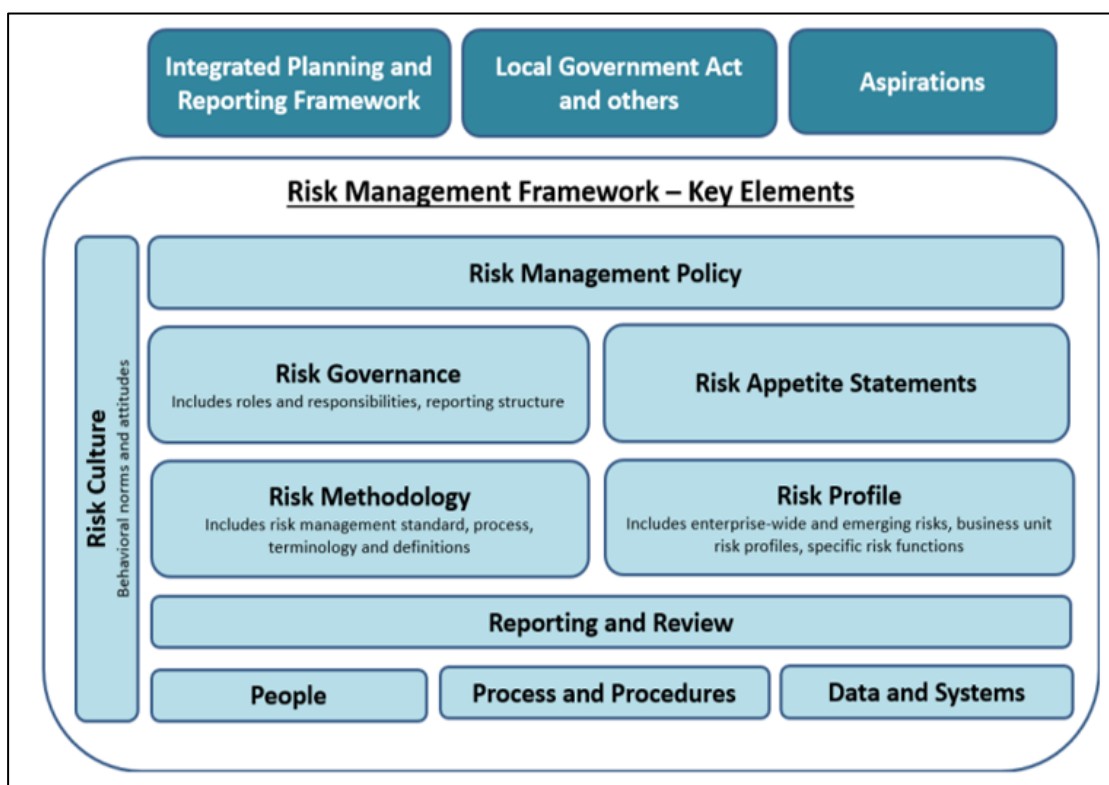 Integrated Planning and
Reporting Framework
Local Government Act
and others
Aspirations
Risk Management Framework – Key Elements
Risk Culture
Behavioral norms and attitudes
Risk Management Policy
Risk Governance
Includes roles and responsibilities, reporting structure
Risk Appetite Statements
Risk Methodology
Includes risk management standard, process,
terminology and definitions
Risk Profile
Includes enterprise-wide and emerging risks, business unit
risk profiles, specific risk functions
Reporting and Review
People
Process and Procedures
Data and Systems